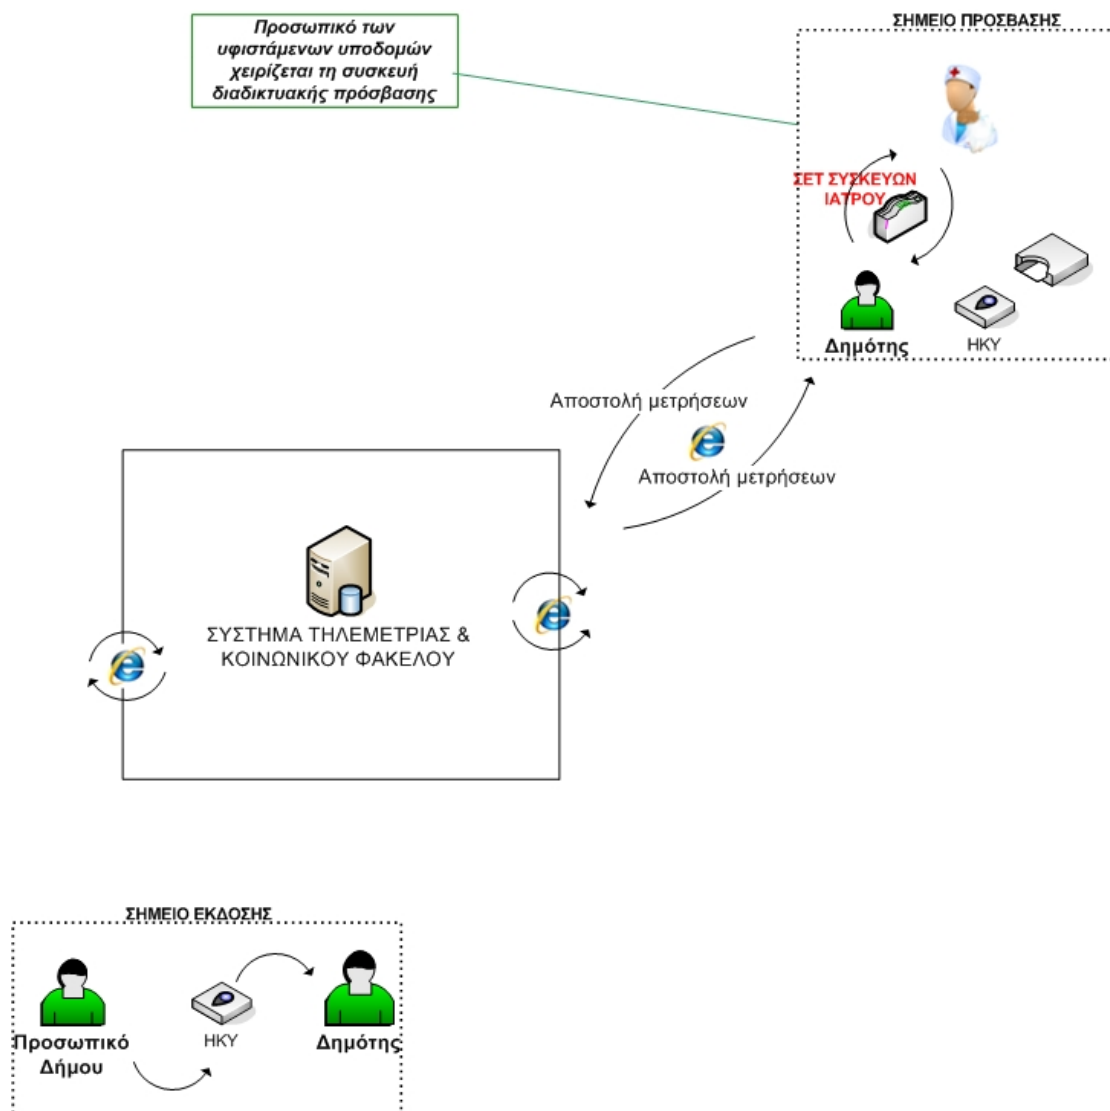 Προσωπικό των
υφιστάμενων υποδομών
χειρίζεται τη συσκευή
διαδικτυακής πρόσβασης
ΣΗΜΕΙΟ ΠΡΟΣΒΑΣΗΣ
ΣΕΤ ΣΥΣΚΕΥΩΝ
ΙΑΤΡΟΥ
Δημότης
ΗΚΥ
Αποστολή μετρήσεων
Αποστολή μετρήσεων
ΣΥΣΤΗΜΑ ΤΗΛΕΜΕΤΡΙΑΣ &
ΚΟΙΝΩΝΙΚΟΥ ΦΑΚΕΛΟΥ
ΣΗΜΕΙΟ ΕΚΔΟΣΗΣ
Προσωπικό
Δήμου
ΗΚΥ
Δημότης